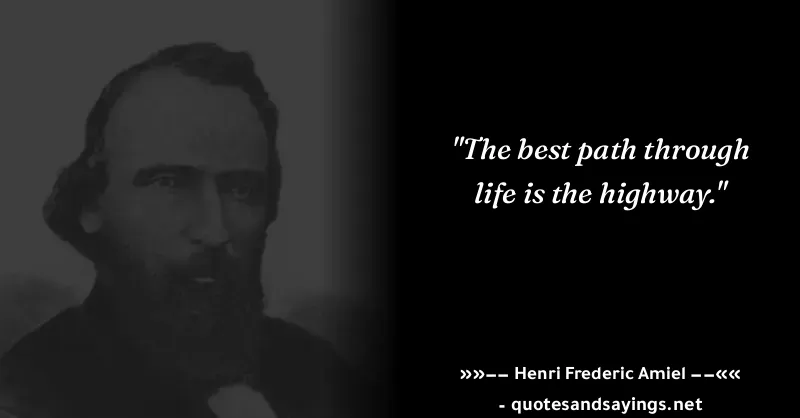 "The best path through
life is the highway."
»»−− Henri Frederic Amiel −−««
- quotesandsayings.net